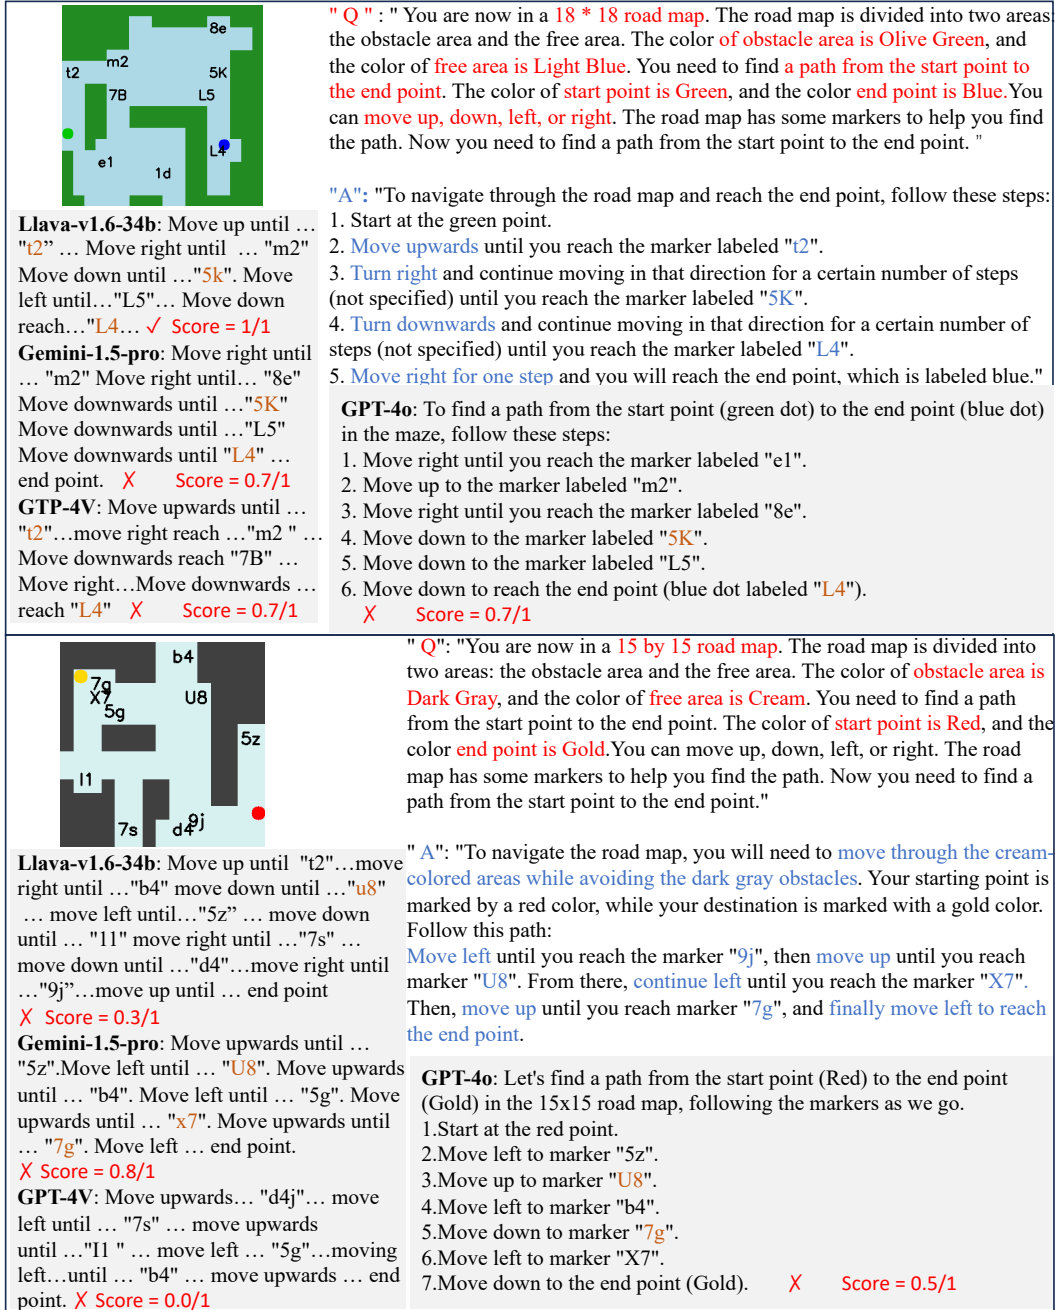 8e
m2
t2
5K
7B
L5
L4
e1
1d
" Q " : " You are now in a 18 * 18 road map. The road map is divided into two areas:
the obstacle area and the free area. The color of obstacle area is Olive Green, and
the color of free area is Light Blue. You need to find a path from the start point to
the end point. The color of start point is Green, and the color end point is Blue.You
can move up, down, left, or right. The road map has some markers to help you find
the path. Now you need to find a path from the start point to the end point. "
"A": "To navigate through the road map and reach the end point, follow these steps:
1. Start at the green point.
2. Move upwards until you reach the marker labeled "t2".
3. Turn right and continue moving in that direction for a certain number of steps
(not specified) until you reach the marker labeled "5K".
4. Turn downwards and continue moving in that direction for a certain number of
steps (not specified) until you reach the marker labeled "L4".
5. Move right for one step and you will reach the end point, which is labeled blue."
Llava-v1.6-34b: Move up until …
"t2” … Move right until … "m2"
Move down until …"5k". Move
left until…"L5"… Move down
reach…"L4… ✓ Score = 1/1
Gemini-1.5-pro: Move right until
… "m2" Move right until… "8e"
Move downwards until …"5K"
Move downwards until …"L5"
Move downwards until "L4" …
end point. ✗ Score = 0.7/1
GTP-4V: Move upwards until …
"t2"…move right reach …"m2 " …
Move downwards reach "7B" …
Move right…Move downwards …
reach "L4" ✗ Score = 0.7/1
GPT-4o: To find a path from the start point (green dot) to the end point (blue dot)
in the maze, follow these steps:
1. Move right until you reach the marker labeled "e1".
2. Move up to the marker labeled "m2".
3. Move right until you reach the marker labeled "8e".
4. Move down to the marker labeled "5K".
5. Move down to the marker labeled "L5".
6. Move down to reach the end point (blue dot labeled "L4").
✗ Score = 0.7/1
b4
7g
X7
5g
U8
5z
I1
7s
d4
9j
" Q": "You are now in a 15 by 15 road map. The road map is divided into
two areas: the obstacle area and the free area. The color of obstacle area is
Dark Gray, and the color of free area is Cream. You need to find a path
from the start point to the end point. The color of start point is Red, and the
color end point is Gold.You can move up, down, left, or right. The road
map has some markers to help you find the path. Now you need to find a
path from the start point to the end point."
" A": "To navigate the road map, you will need to move through the cream-
colored areas while avoiding the dark gray obstacles. Your starting point is
marked by a red color, while your destination is marked with a gold color.
Follow this path:
Move left until you reach the marker "9j", then move up until you reach
marker "U8". From there, continue left until you reach the marker "X7".
Then, move up until you reach marker "7g", and finally move left to reach
the end point.
Llava-v1.6-34b: Move up until "t2"…move
right until …"b4" move down until …"u8"
… move left until…"5z” … move down
until … "11" move right until …"7s" …
move down until …"d4"…move right until
…"9j”…move up until … end point
✗ Score = 0.3/1
Gemini-1.5-pro: Move upwards until …
"5z".Move left until … "U8". Move upwards
until … "b4". Move left until … "5g". Move
upwards until … "x7". Move upwards until
… "7g". Move left … end point.
✗ Score = 0.8/1
GPT-4V: Move upwards… "d4j"… move
left until … "7s" … move upwards
until …"I1 " … move left … "5g"…moving
left…until … "b4" … move upwards … end
point. ✗ Score = 0.0/1
GPT-4o: Let's find a path from the start point (Red) to the end point
(Gold) in the 15x15 road map, following the markers as we go.
1.Start at the red point.
2.Move left to marker "5z".
3.Move up to marker "U8".
4.Move left to marker "b4".
5.Move down to marker "7g".
6.Move left to marker "X7".
7.Move down to the end point (Gold). ✗ Score = 0.5/1